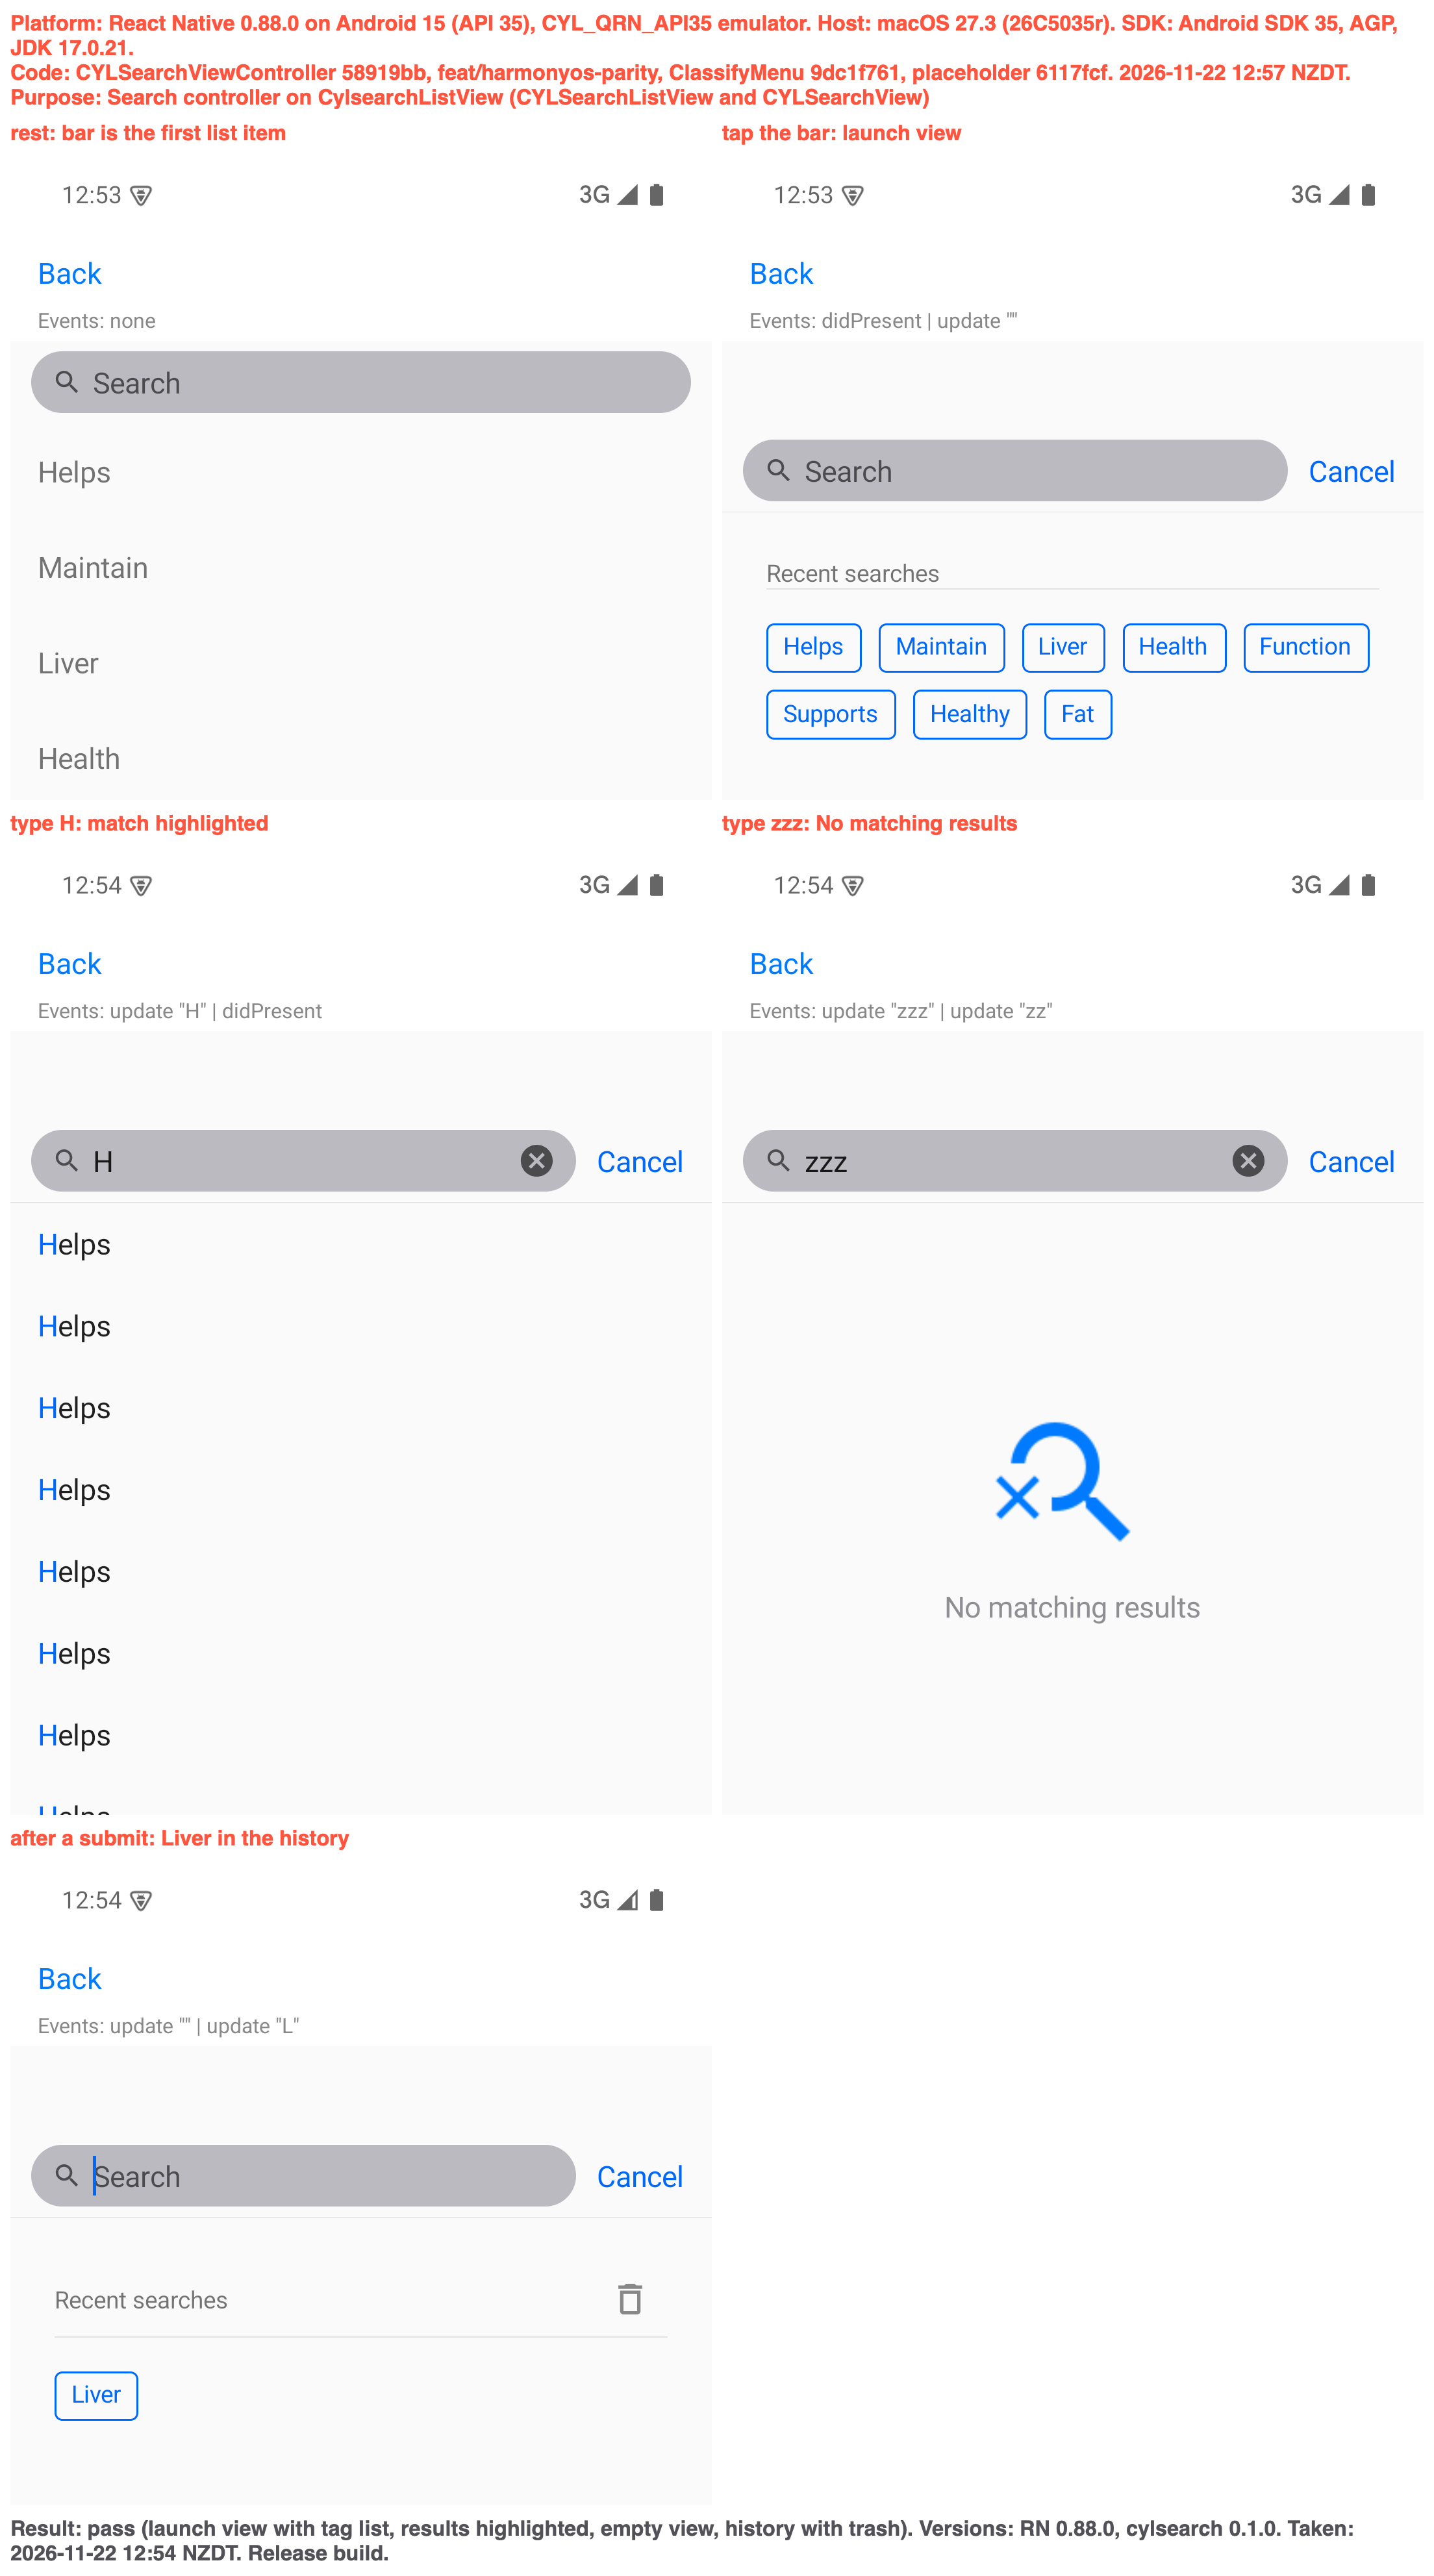 Platform: React Native 0.88.0 on Android 15 (API 35), CYL_QRN_API35 emulator. Host: macOS 27.3 (26C5035r). SDK: Android SDK 35, AGP,
JDK 17.0.21.
Code: CYLSearchViewController 58919bb, feat/harmonyos-parity, ClassifyMenu 9dc1f761, placeholder 6117fcf. 2026-11-22 12:57 NZDT.
Purpose: Search controller on CylsearchListView (CYLSearchListView and CYLSearchView)
rest: bar is the first list item
12:53
3G
Back
Events: none
Search
Helps
Maintain
Liver
Health
tap the bar: launch view
12:53
3G
Back
Events: didPresent | update ""
Search
Cancel
Recent searches
Helps Maintain Liver Health Function
Supports Healthy Fat
type H: match highlighted
12:54
3G
Back
Events: update "H" | didPresent
H
Cancel
Helps
Helps
Helps
Helps
Helps
Helps
Helps
Helps
type zzz: No matching results
12:54
3G
Back
Events: update "zzz" | update "zz"
zzz
Cancel
No matching results
after a submit: Liver in the history
12:54
3G
Back
Events: update "" | update "L"
Search
Cancel
Recent searches
Liver
Result: pass (launch view with tag list, results highlighted, empty view, history with trash). Versions: RN 0.88.0, cylsearch 0.1.0. Taken:
2026-11-22 12:54 NZDT. Release build.